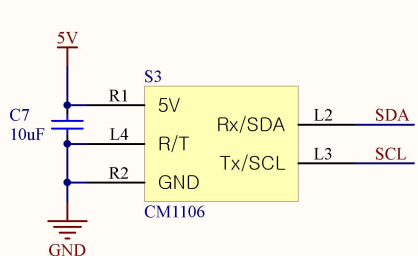 5V
S3
R1
5V
C7
10uF
L4
R/T
R2
GND
Rx/SDA
L2
SDA
Tx/SCL
L3
SCL
CM1106
GND